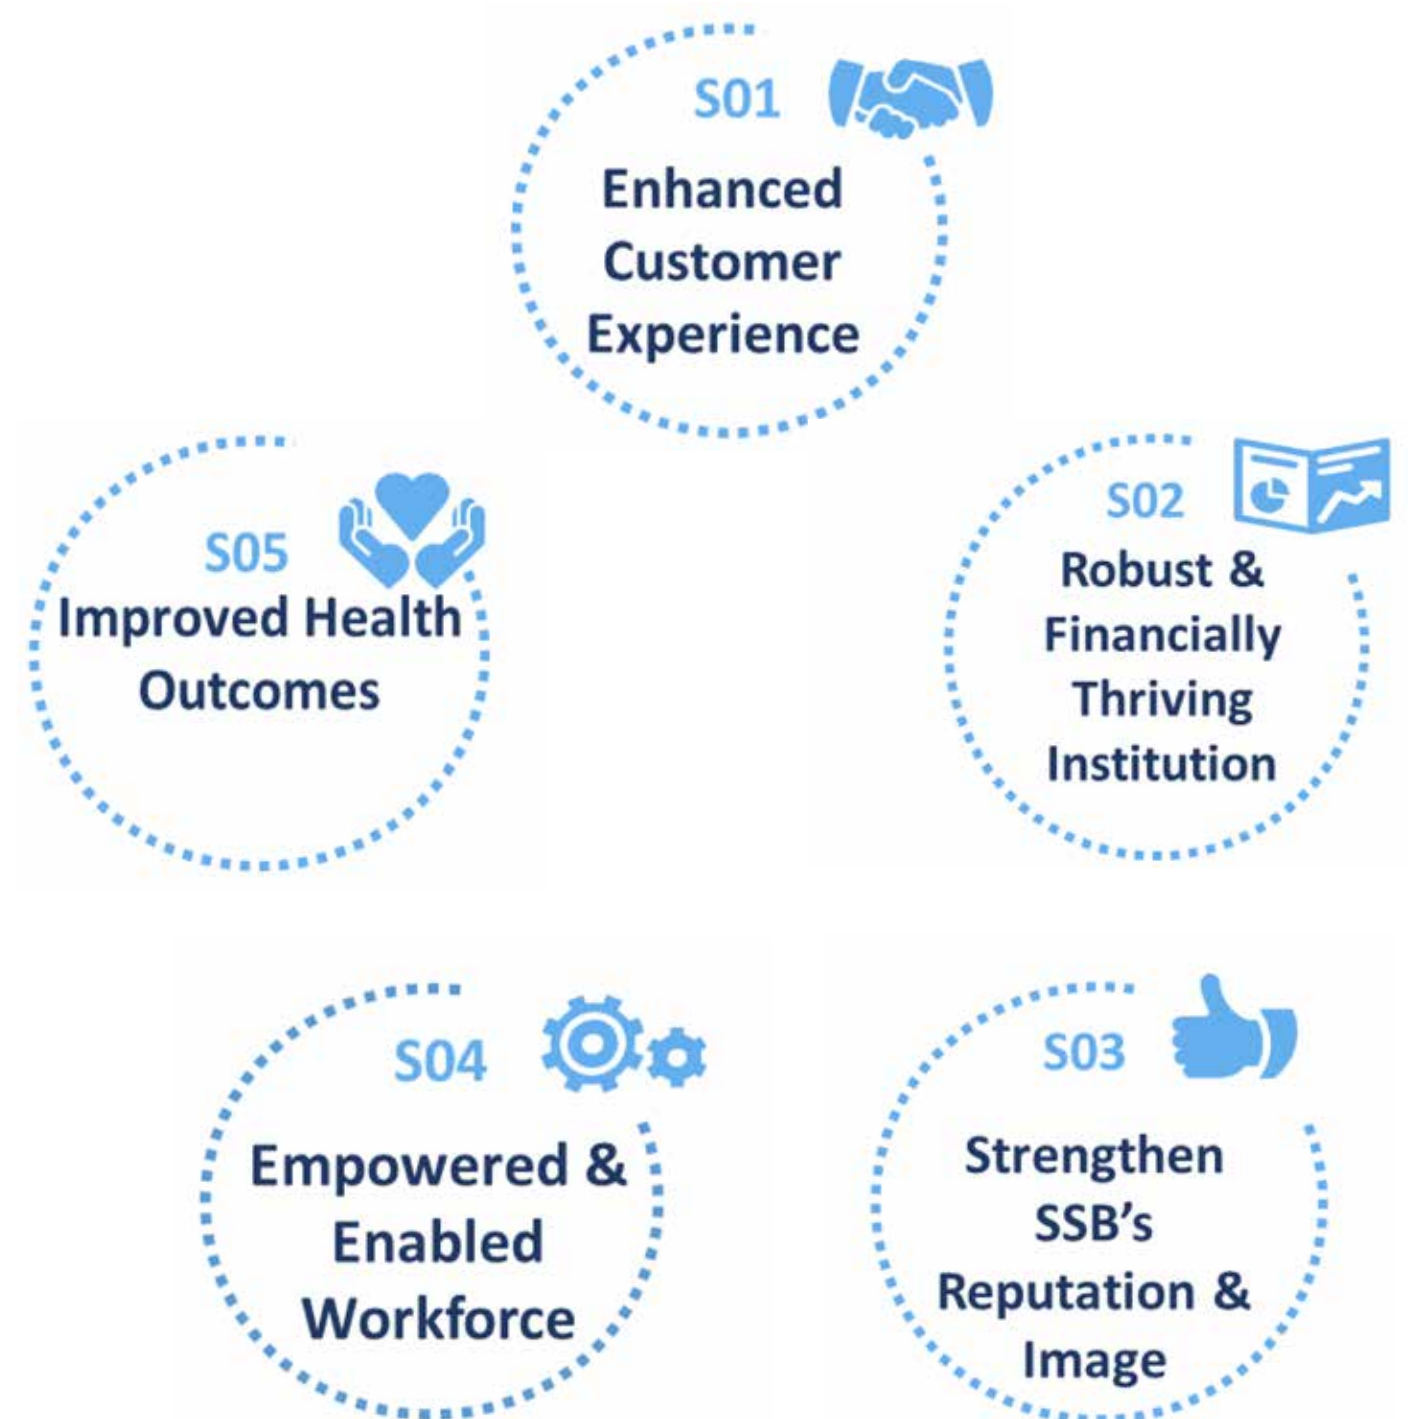 S01
Enhanced
Customer
Experience
S02
Robust &
Financially
Thriving
Institution
S03
Strengthen
SSB’s
Reputation &
Image
S04
Empowered &
Enabled
Workforce
S05
Improved Health
Outcomes